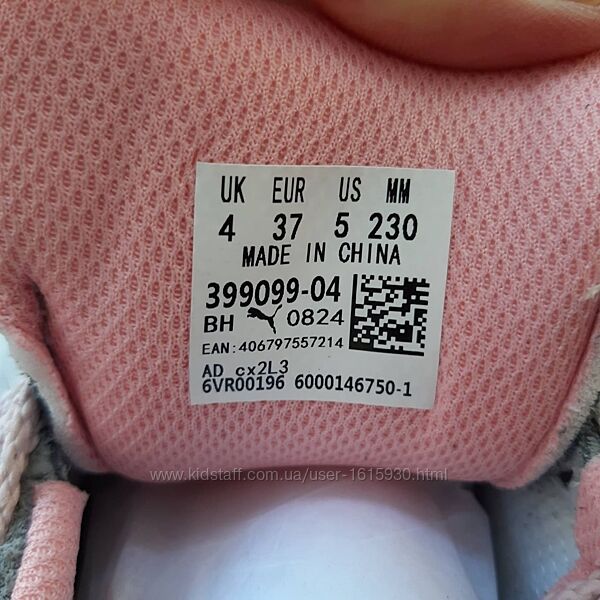 UK EUR US MM
4 37 5 230
MADE IN CHINA
399099-04
BH 0824
EAN:406797557214
AD cx2L3
6VR00196 6000146750-1
www.kidstaff.com.ua/user-1615930.html